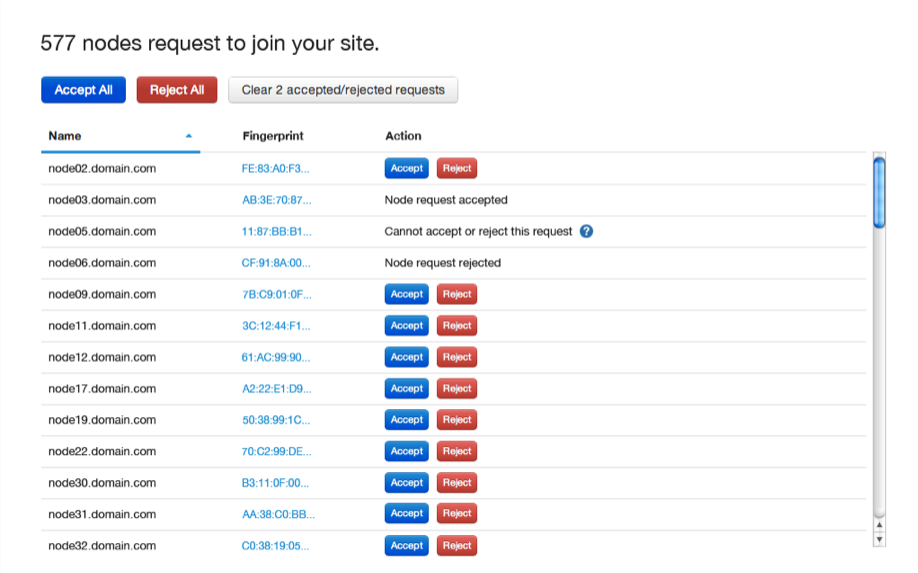 577 nodes request to join your site.
Accept All Reject All Clear 2 accepted/rejected requests
Name Fingerprint Action
node02.domain.com FE:83:A0:F3... Accept Reject
node03.domain.com AB:3E:70:87... Node request accepted
node05.domain.com 11:87:BB:B1... Cannot accept or reject this request ?
node06.domain.com CF:91:8A:00... Node request rejected
node09.domain.com 7B:C9:01:0F... Accept Reject
node11.domain.com 3C:12:44:F1... Accept Reject
node12.domain.com 61:AC:99:90... Accept Reject
node17.domain.com A2:22:E1:D9... Accept Reject
node19.domain.com 50:38:99:1C... Accept Reject
node22.domain.com 70:C2:99:DE... Accept Reject
node30.domain.com B3:11:0F:00... Accept Reject
node31.domain.com AA:38:C0:BB... Accept Reject
node32.domain.com C0:38:19:05... Accept Reject